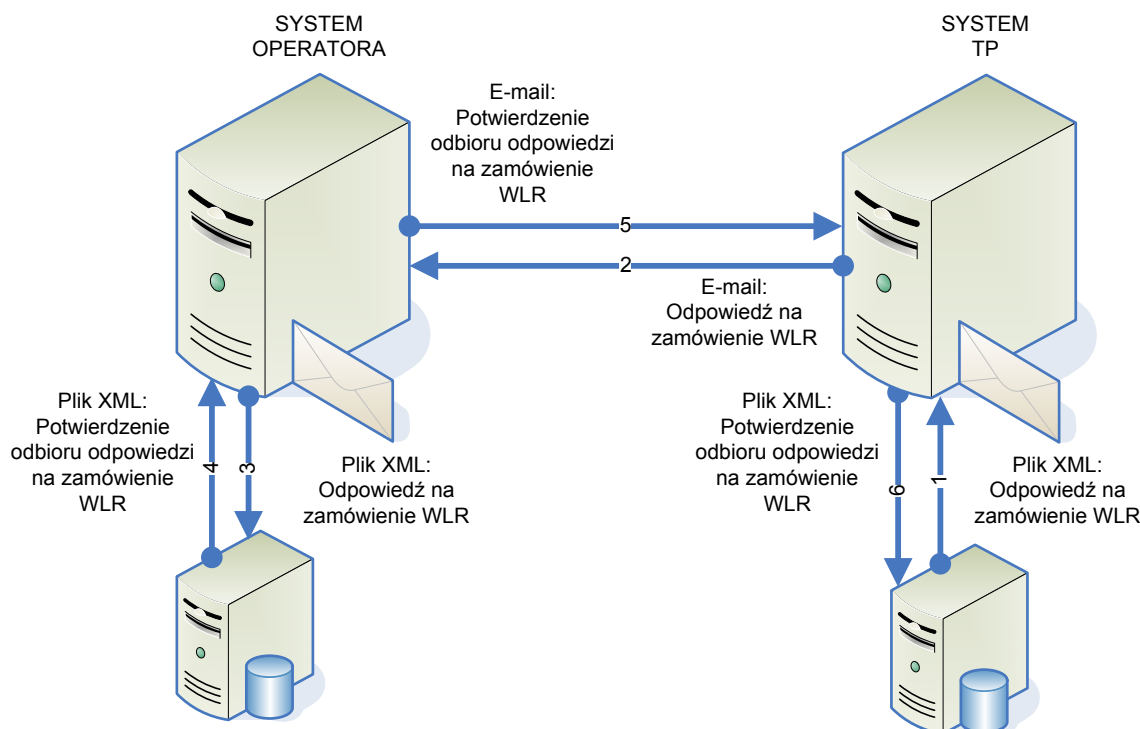 SYSTEM
OPERATORA
SYSTEM
TP
E-mail:
Potwierdzenie
odbioru odpowiedzi
na zamówienie
WLR
5
2
E-mail:
Odpowiedź na
zamówienie WLR
Plik XML:
Potwierdzenie
odbioru odpowiedzi
na zamówienie
WLR
4
3
Plik XML:
Odpowiedź na
zamówienie WLR
Plik XML:
Potwierdzenie
odbioru odpowiedzi
na zamówienie
WLR
6
1
Plik XML:
Odpowiedź na
zamówienie WLR